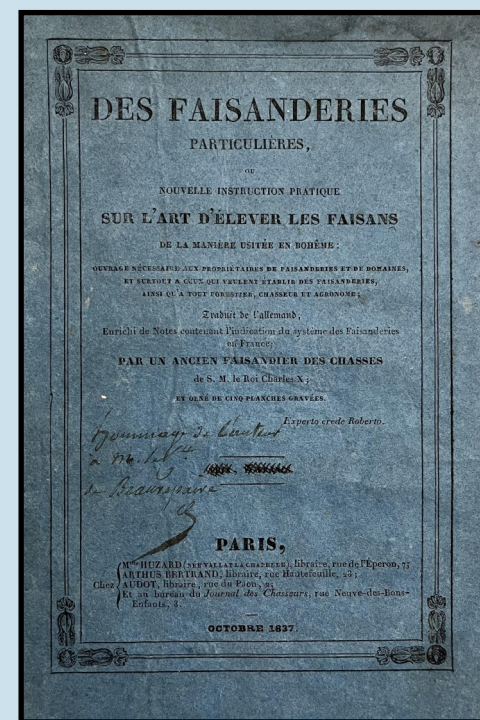 DES FAISANDERIES
PARTICULIÈRES,
OU
NOUVELLE INSTRUCTION PRATIQUE
SUR L'ART D'ÉLEVER LES FAISANS
DE LA MANIÈRE USITÉE EN BOHÊME;
OUVRAGE NÉCESSAIRE AUX PROPRIÉTAIRES DE FAISANDERIES ET DE DOMAINES,
ET SURTOUT A CEUX QUI VEULENT ÉTABLIR DES FAISANDERIES,
AINSI QU'A TOUT FORESTIER, CHASSEUR ET AGRONOME;
Traduit de l'allemand,
Enrichi de Notes contenant l'indication du système des Faisanderies
en France;
PAR UN ANCIEN FAISANDIER DES CHASSES
de S. M. le Roi Charles X;
ET ORNÉ DE CINQ PLANCHES GRAVÉES.
Experto crede Roberto.
hommage de l'auteur
a M. le
de Beaurepaire
PARIS,
Mme HUZARD (NÉE VALLAT LA CHAPELLE), libraire, rue de l'Éperon, 7;
ARTHUS BERTRAND, libraire, rue Hautefeuille, 23;
Chez AUDOT, libraire, rue du Paon, 8;
Et au bureau du Journal des Chasseurs, rue Neuve-des-Bons-
Enfants, 3.
OCTOBRE 1837.